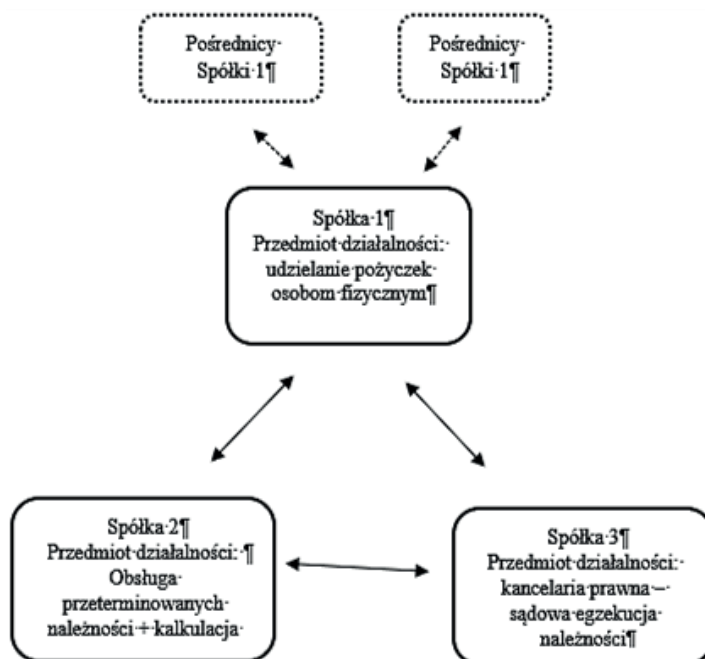 Pośrednicy·
Spółki·1¶
Pośrednicy·
Spółki·1¶
Spółka·1¶
Przedmiot·działalności:·
udzielanie·pożyczek·
osobom·fizycznym¶
Spółka·2¶
Przedmiot·działalności:·¶
Obsługa·
przeterminowanych·
należności·+·kalkulacja·
Spółka·3¶
Przedmiot·działalności:·
kancelaria·prawna·–·
sądowa·egzekucja·
należności¶